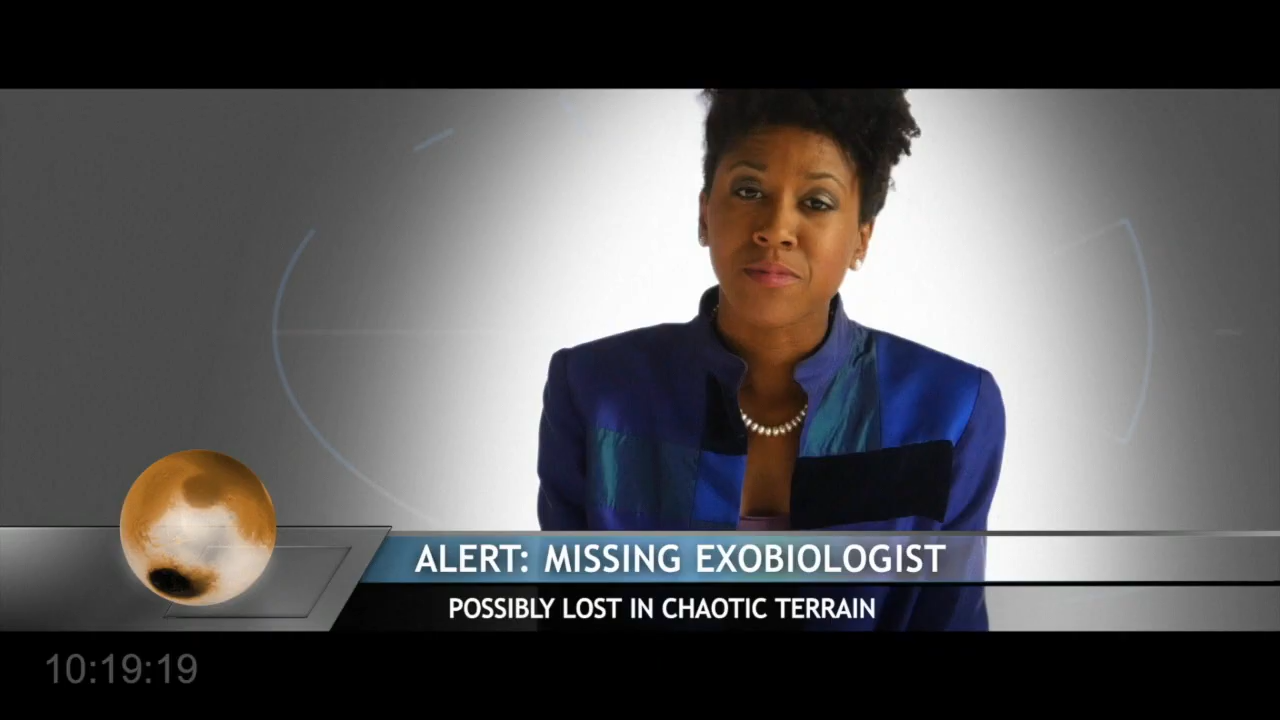 ALERT: MISSING EXOBIOLOGIST
POSSIBLY LOST IN CHAOTIC TERRAIN
10:19:19